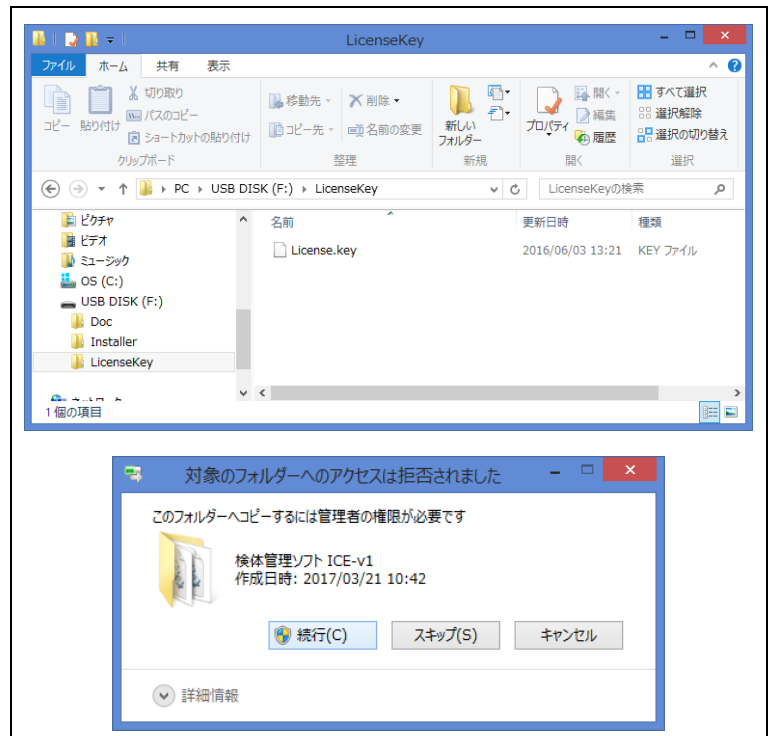 LicenseKey
ファイル ホーム 共有 表示
コピー 貼り付け 切り取り パスのコピー ショートカットの貼り付け
クリップボード
移動先 削除
コピー先 名前の変更
整理
新しい
フォルダー
新規
プロパティ 開く 編集 履歴
開く
すべて選択
選択解除
選択の切り替え
選択
PC USB DISK (F:) LicenseKey LicenseKeyの検索
名前 更新日時 種類
License.key 2016/06/03 13:21 KEY ファイル
ピクチャ
ビデオ
ミュージック
OS (C:)
USB DISK (F:)
Doc
Installer
LicenseKey
1 個の項目
対象のフォルダーへのアクセスは拒否されました
このフォルダーへコピーするには管理者の権限が必要です
検体管理ソフト ICE-v1
作成日時: 2017/03/21 10:42
続行(C) スキップ(S) キャンセル
詳細情報